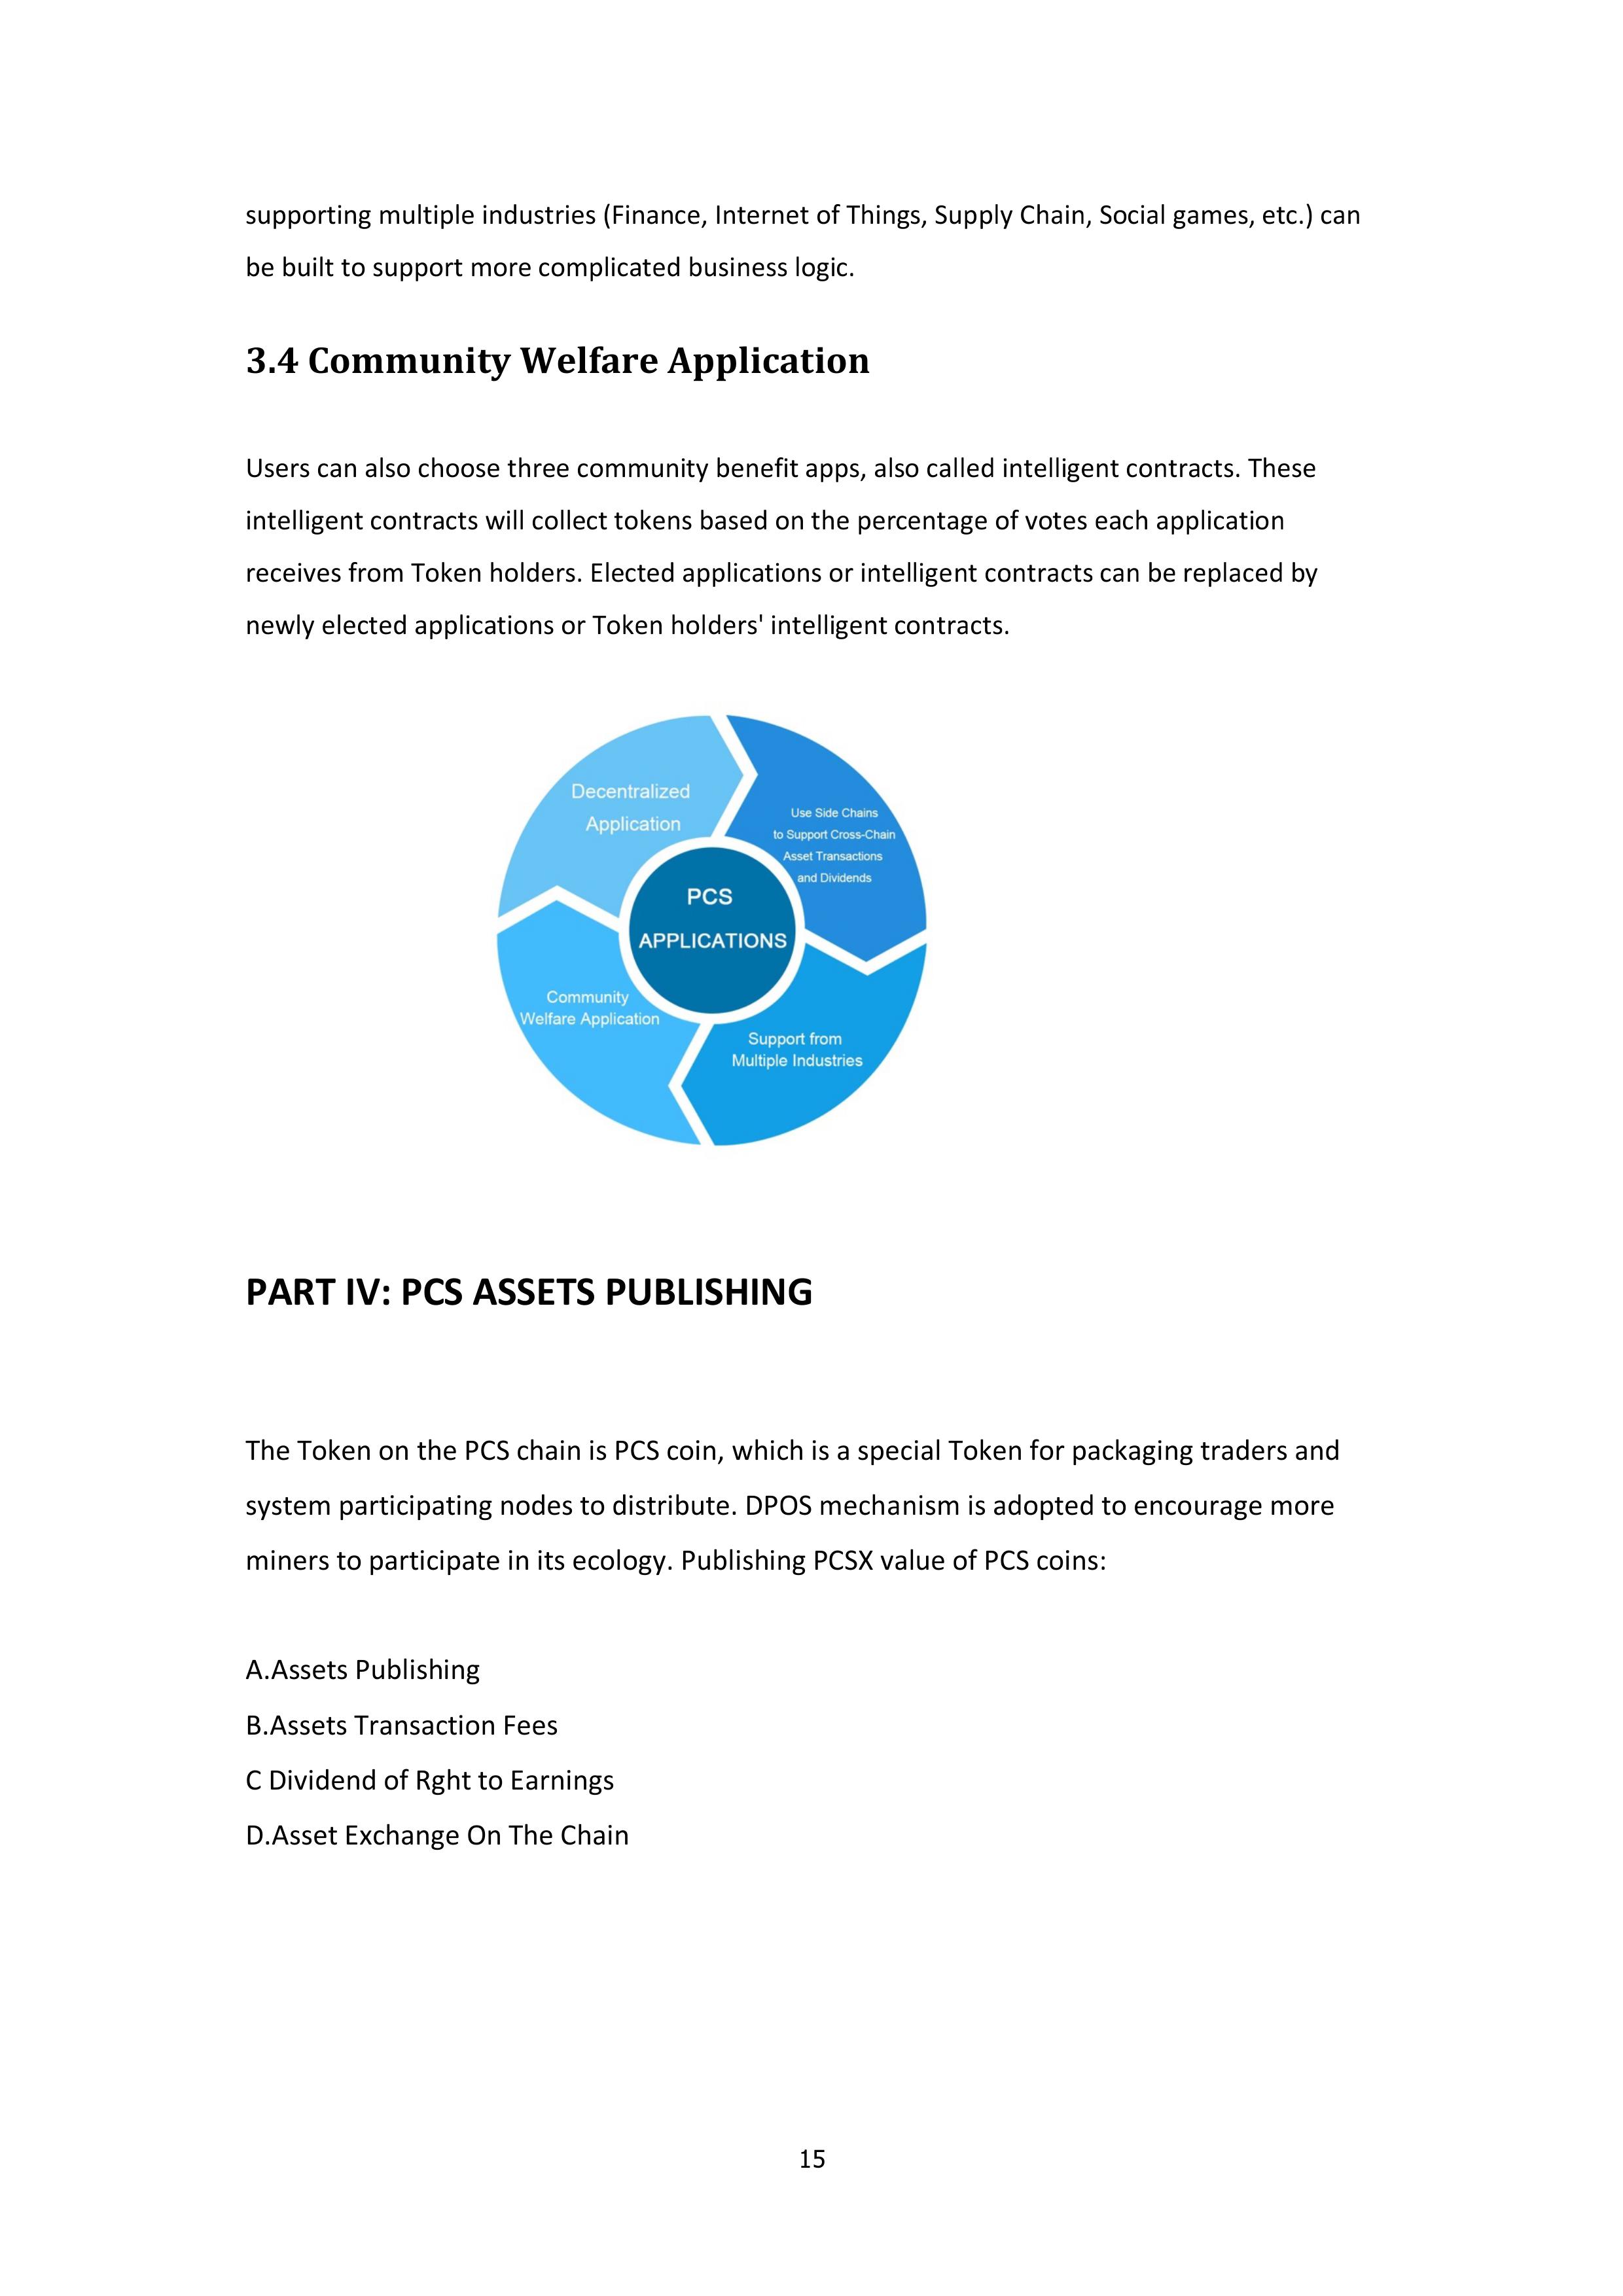 supporting multiple industries (Finance, Internet of Things, Supply Chain, Social games, etc.) can
be built to support more complicated business logic.
3.4 Community Welfare Application
Users can also choose three community benefit apps, also called intelligent contracts. These
intelligent contracts will collect tokens based on the percentage of votes each application
receives from Token holders. Elected applications or intelligent contracts can be replaced by
newly elected applications or Token holders' intelligent contracts.
Decentralized
Application
Use Side Chains
to Support Cross-Chain
Asset Transactions
and Dividends
PCS
APPLICATIONS
Community
Welfare Application
Support from
Multiple Industries
PART IV: PCS ASSETS PUBLISHING
The Token on the PCS chain is PCS coin, which is a special Token for packaging traders and
system participating nodes to distribute. DPOS mechanism is adopted to encourage more
miners to participate in its ecology. Publishing PCSX value of PCS coins:
A.Assets Publishing
B.Assets Transaction Fees
C Dividend of Rght to Earnings
D.Asset Exchange On The Chain
15